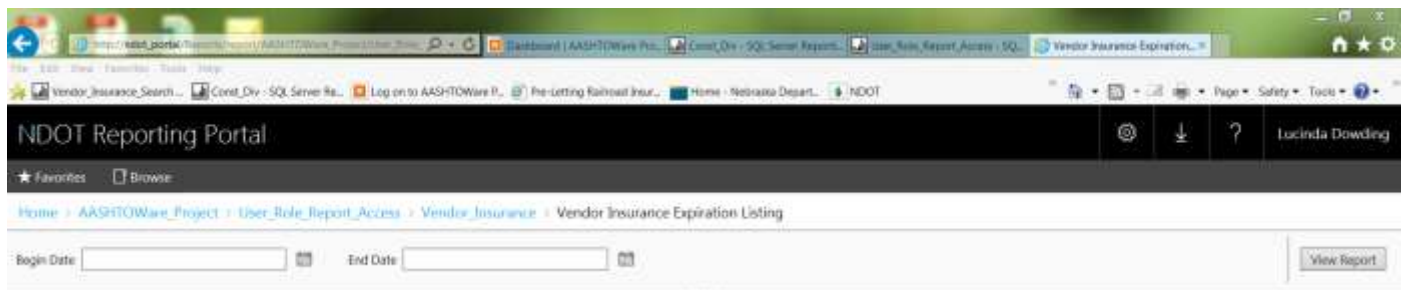 Dashboard | AASHTOWare Pro... Const_Div - SQL Server Report... User_Role_Report_Access - SQ... Vendor Insurance Expiration...
File Edit View Favorites Tools Help
Vendor_Insurance_Search... Const_Div - SQL Server Re... Log on to AASHTOWare P... Pre-Letting Railroad Insur... Home - Nebraska Depart... NDOT Page Safety Tools
NDOT Reporting Portal ? Lucinda Dowding
Favorites Browse
Home > AASHTOWare_Project > User_Role_Report_Access > Vendor_Insurance > Vendor Insurance Expiration Listing
Begin Date End Date View Report